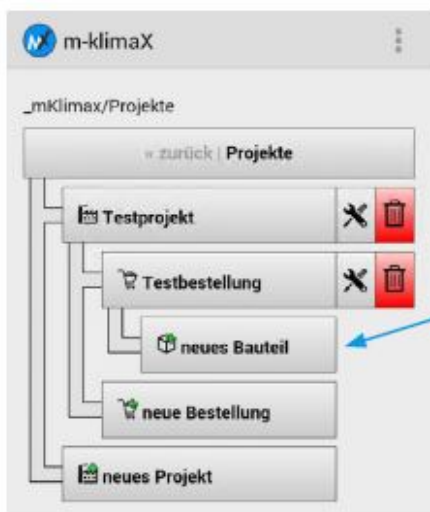 m-klimaX
_mKlimax/Projekte
« zurück | Projekte
Testprojekt
Testbestellung
neues Bauteil
neue Bestellung
neues Projekt